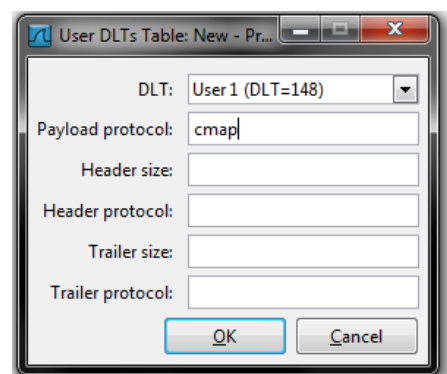 User DLTs Table: New - Pr...
DLT: User 1 (DLT=148)
Payload protocol: cmap
Header size:
Header protocol:
Trailer size:
Trailer protocol:
OK Cancel